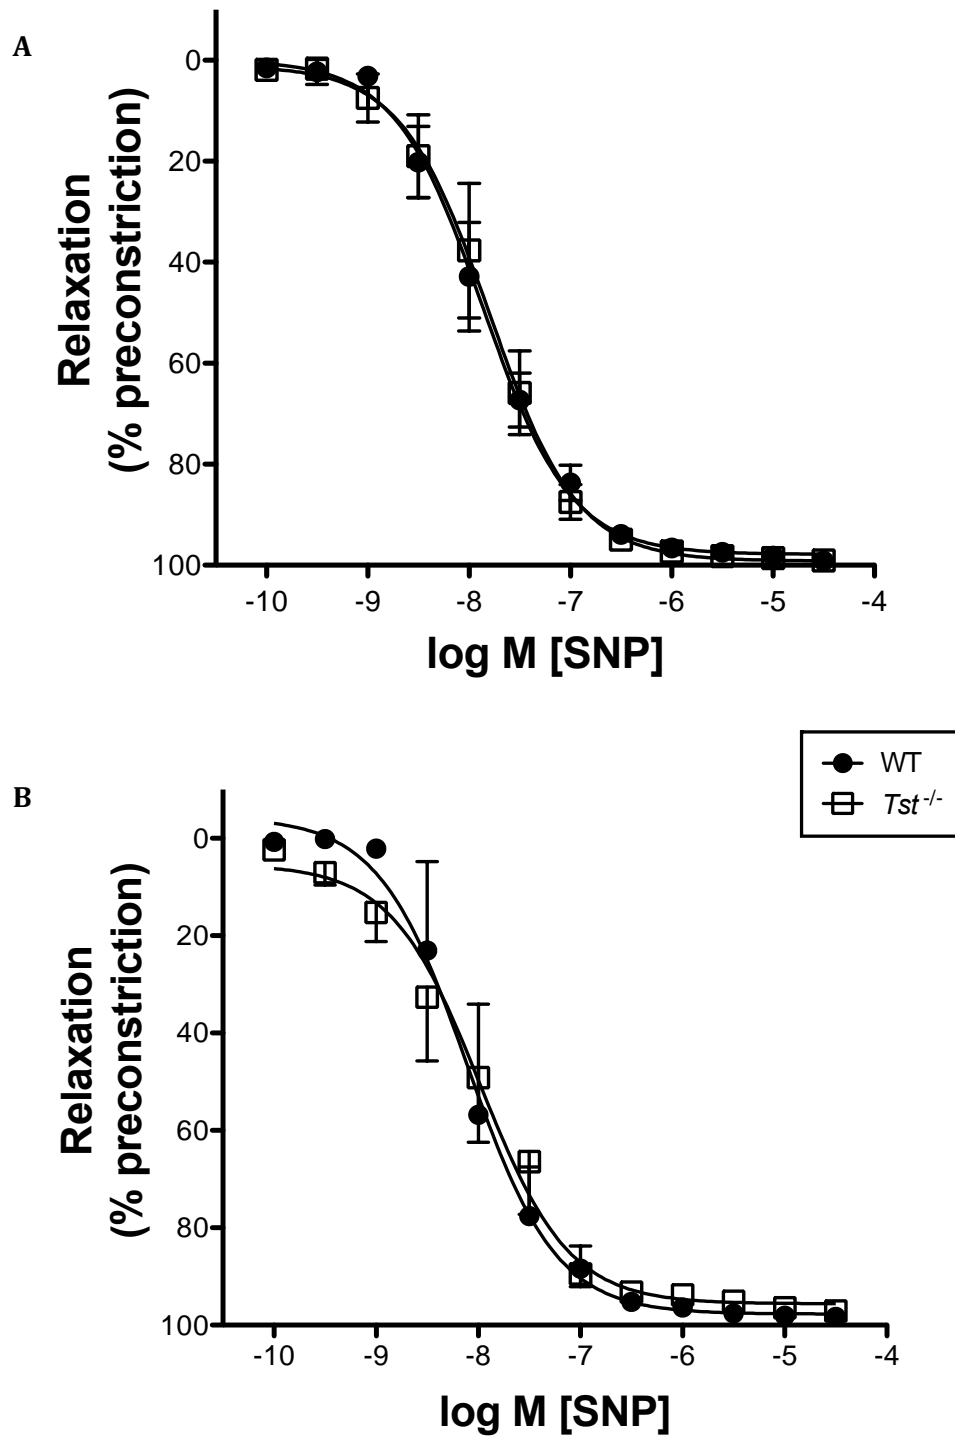 A
Relaxation
(% preconstriction)
0
20
40
60
80
100
-10 -9 -8 -7 -6 -5 -4
log M [SNP]
WT
Tst -/-
B
Relaxation
(% preconstriction)
0
20
40
60
80
100
-10 -9 -8 -7 -6 -5 -4
log M [SNP]